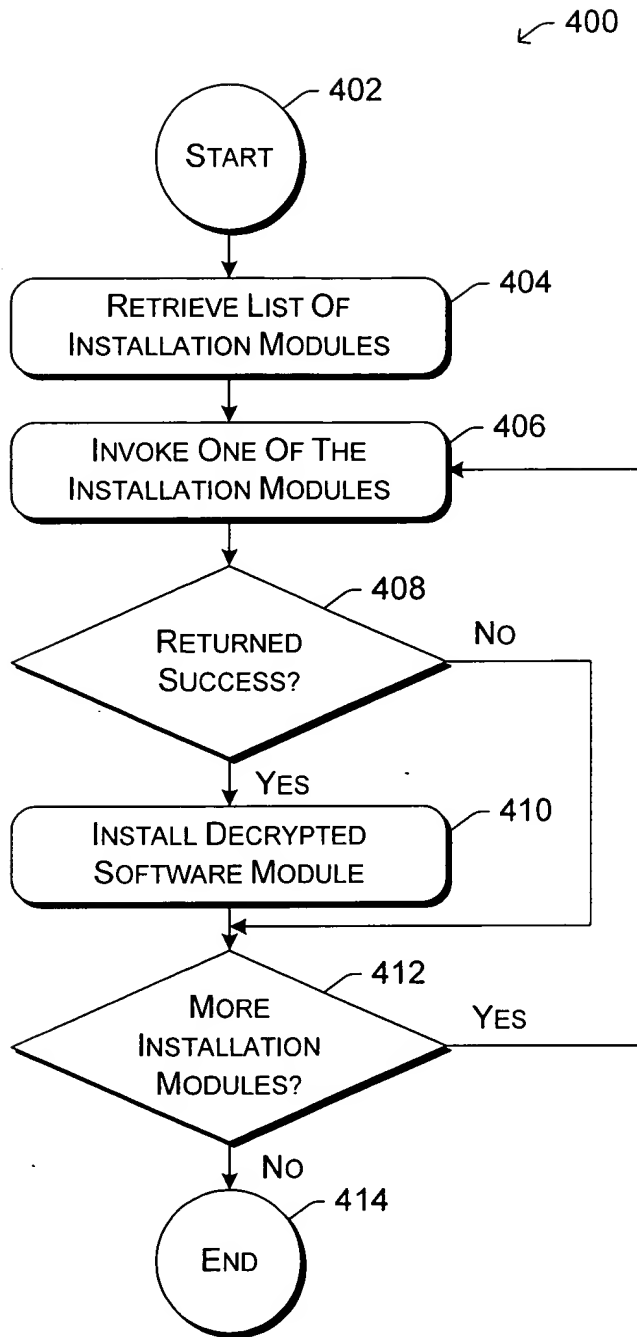 400
402
START
RETRIEVE LIST OF
INSTALLATION MODULES
404
INVOKE ONE OF THE
INSTALLATION MODULES
406
408
RETURNED
SUCCESS?
NO
YES
INSTALL DECRYPTED
SOFTWARE MODULE
410
412
MORE
INSTALLATION
MODULES?
YES
NO
414
END